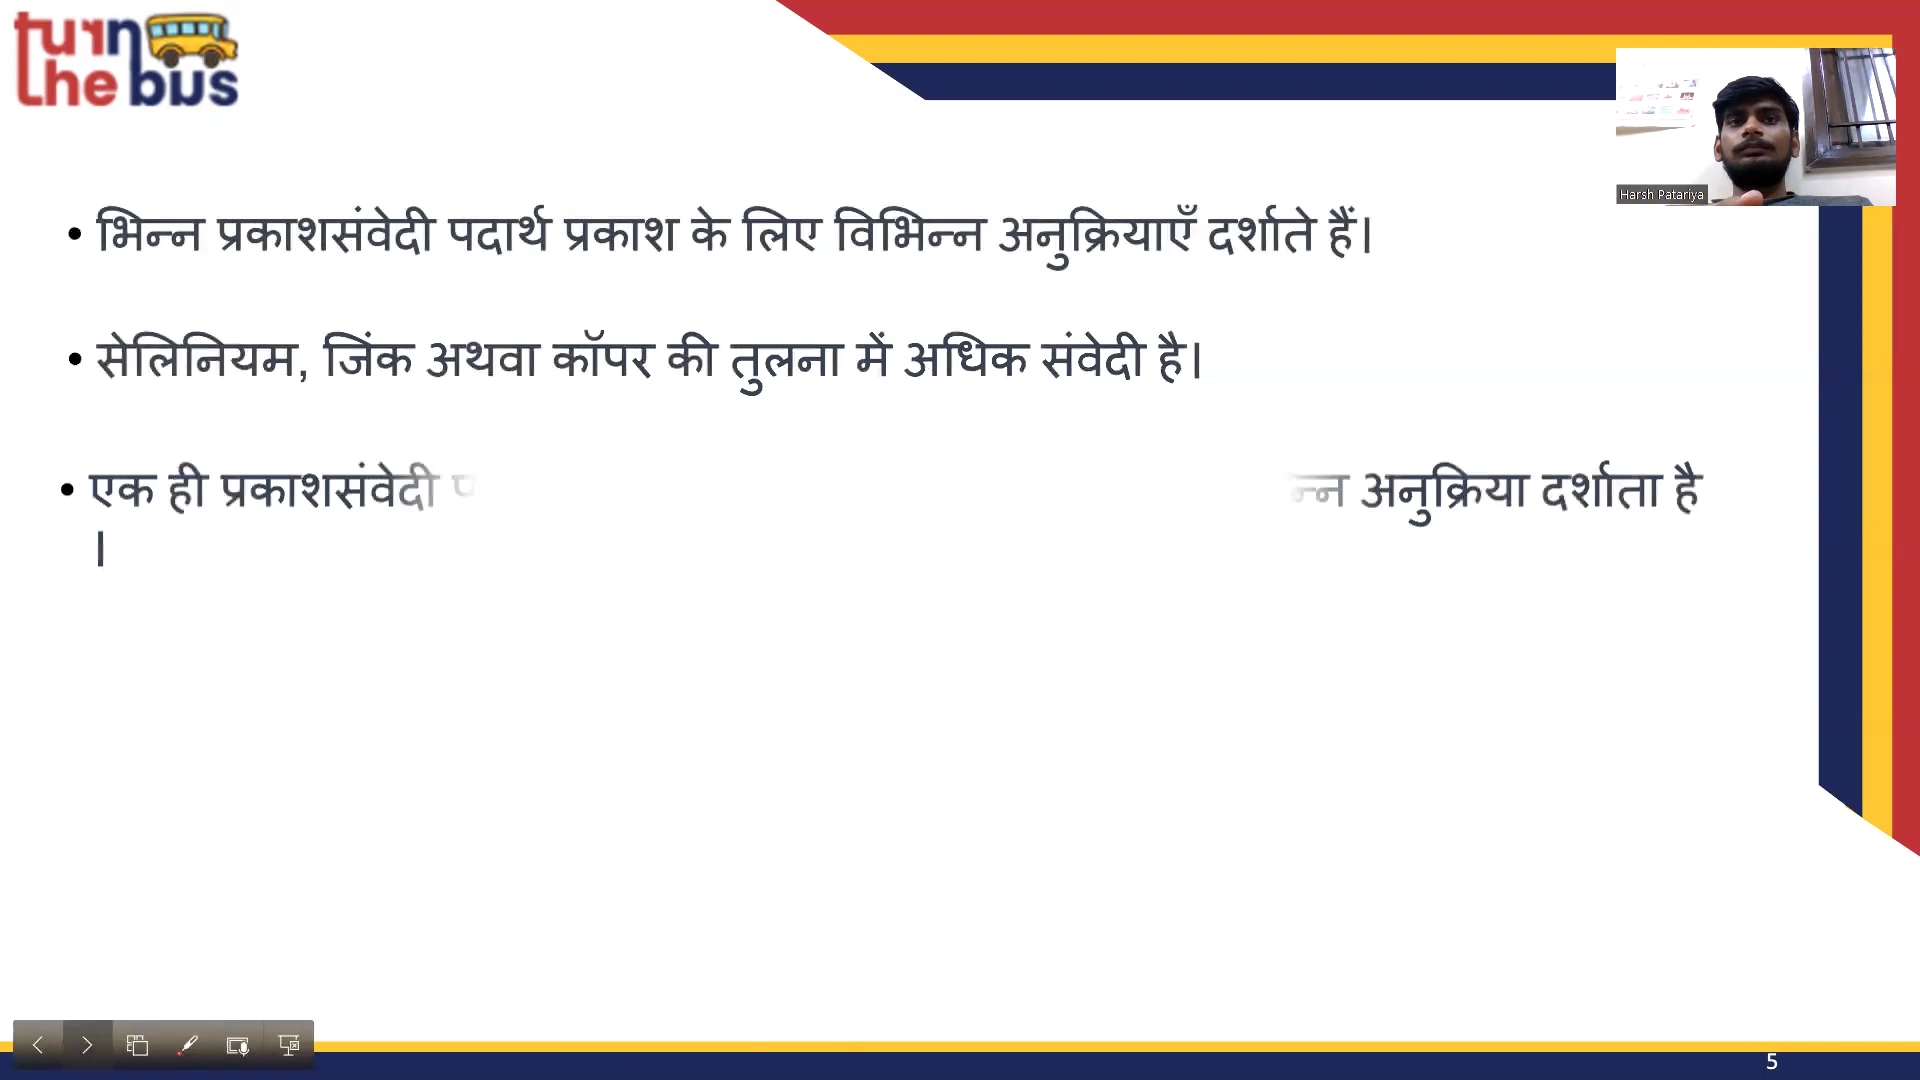 turn
the bus
Harsh Patariya
• भिन्न प्रकाशसंवेदी पदार्थ प्रकाश के लिए विभिन्न अनुक्रियाएँ दर्शाते हैं।
• सेलिनियम, जिंक अथवा कॉपर की तुलना में अधिक संवेदी है।
• एक ही प्रकाशसंवेदी अनुक्रिया दर्शाता है
।
5